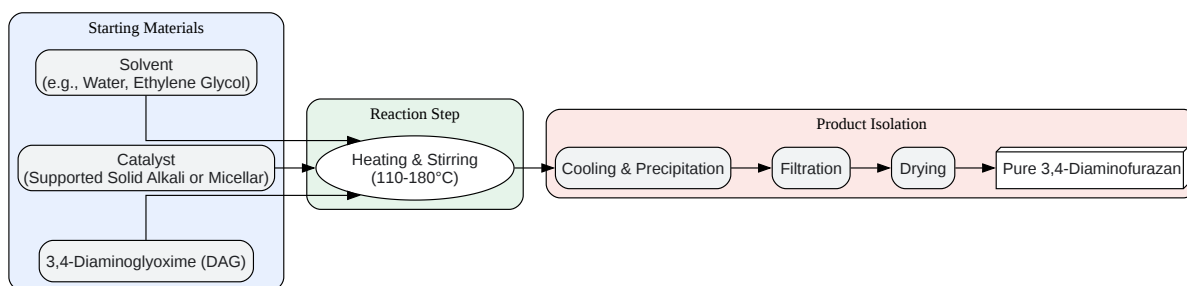 Starting Materials
Solvent
(e.g., Water, Ethylene Glycol)
Catalyst
(Supported Solid Alkali or Micellar)
3,4-Diaminoglyoxime (DAG)
Reaction Step
Heating & Stirring
(110-180°C)
Product Isolation
Cooling & Precipitation
Filtration
Drying
Pure 3,4-Diaminofurazan